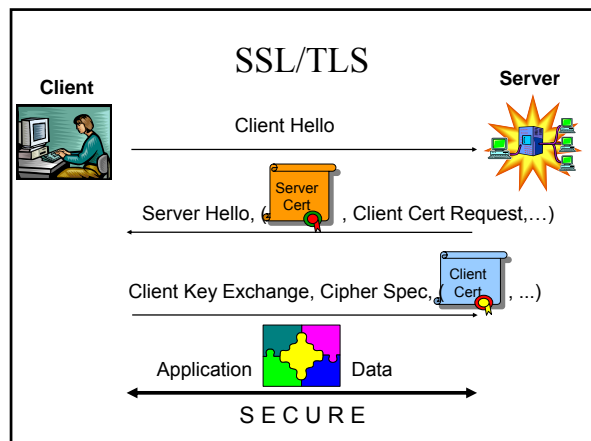 SSL/TLS
Client
Server
Client Hello
Server Hello, (Server Cert, Client Cert Request,…)
Client Key Exchange, Cipher Spec, (Client Cert, ...)
Application Data
S E C U R E